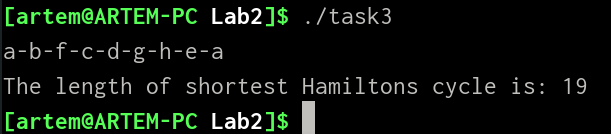 [artem@ARTEM-PC Lab2]$ ./task3
a-b-f-c-d-g-h-e-a
The length of shortest Hamiltons cycle is: 19
[artem@ARTEM-PC Lab2]$